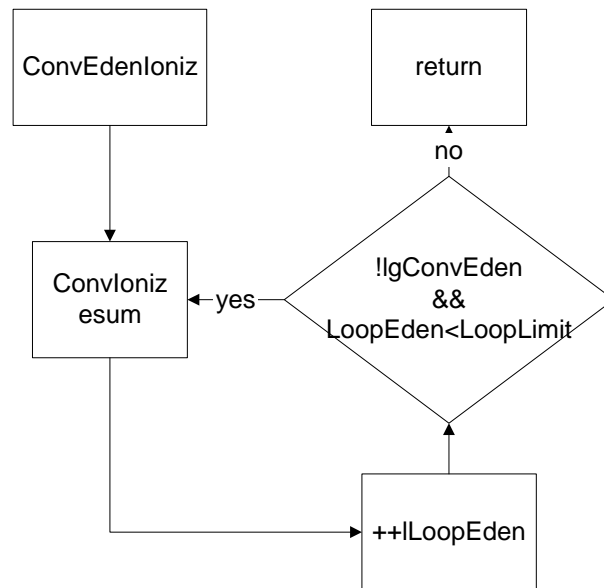 ConvEdenIoniz
return
no
!lgConvEden
&&
LoopEden<LoopLimit
yes
ConvIoniz
esum
++lLoopEden